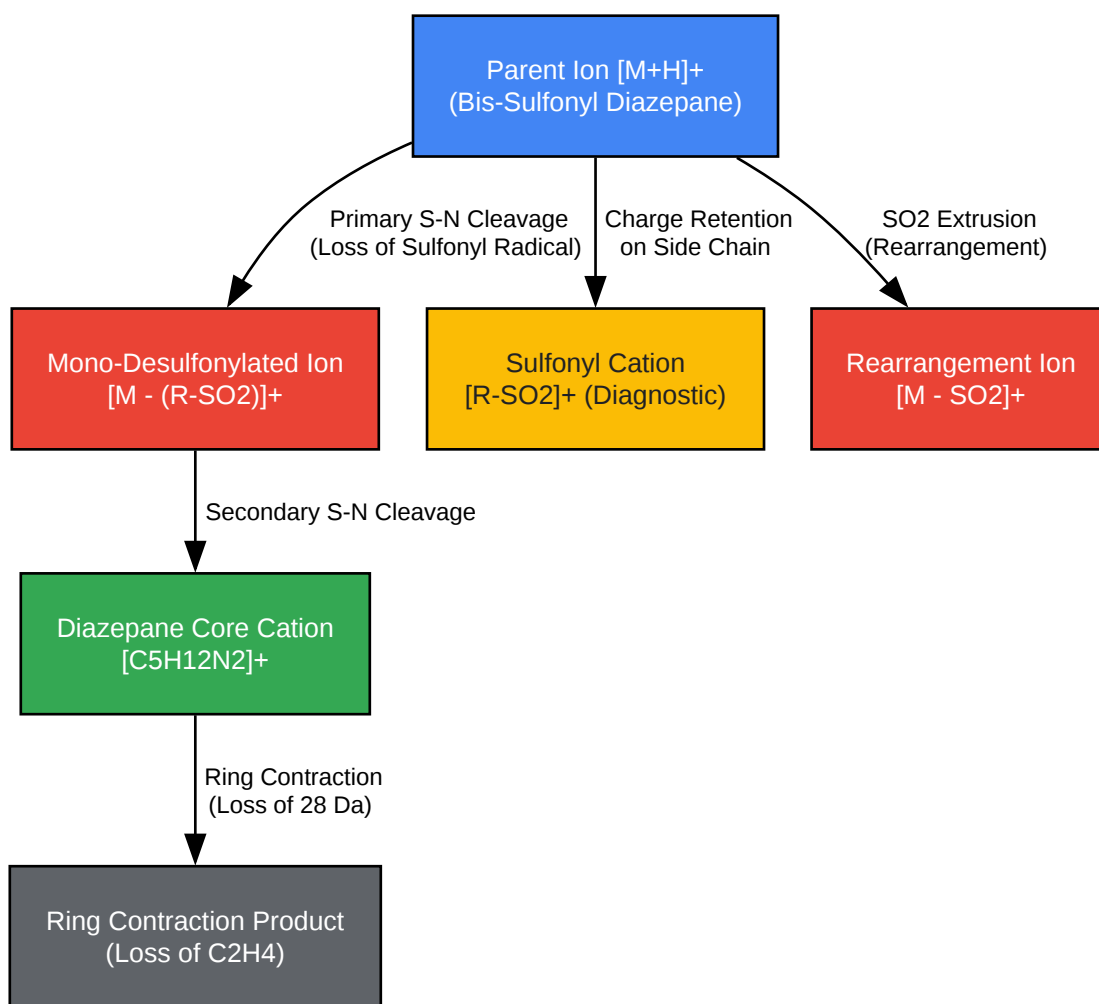 Parent Ion [M+H]+
(Bis-Sulfonyl Diazepane)
Primary S-N Cleavage
(Loss of Sulfonyl Radical)
Charge Retention
on Side Chain
SO2 Extrusion
(Rearrangement)
Mono-Desulfonylated Ion
[M - (R-SO2)]+
Sulfonyl Cation
[R-SO2]+ (Diagnostic)
Rearrangement Ion
[M - SO2]+
Secondary S-N Cleavage
Diazepane Core Cation
[C5H12N2]+
Ring Contraction
(Loss of 28 Da)
Ring Contraction Product
(Loss of C2H4)